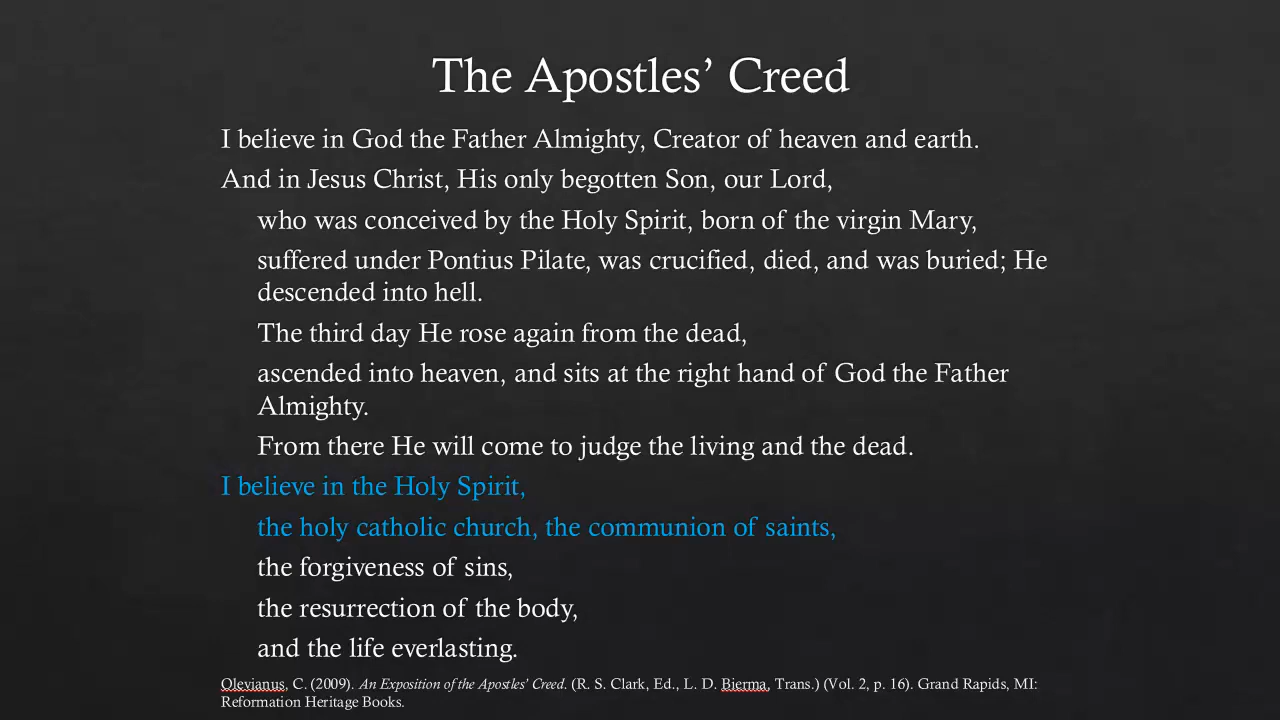 The Apostles’ Creed
I believe in God the Father Almighty, Creator of heaven and earth.
And in Jesus Christ, His only begotten Son, our Lord,
who was conceived by the Holy Spirit, born of the virgin Mary,
suffered under Pontius Pilate, was crucified, died, and was buried; He
descended into hell.
The third day He rose again from the dead,
ascended into heaven, and sits at the right hand of God the Father
Almighty.
From there He will come to judge the living and the dead.
I believe in the Holy Spirit,
the holy catholic church, the communion of saints,
the forgiveness of sins,
the resurrection of the body,
and the life everlasting.
Olevianus, C. (2009). An Exposition of the Apostles’ Creed. (R. S. Clark, Ed., L. D. Bierma, Trans.) (Vol. 2, p. 16). Grand Rapids, MI:
Reformation Heritage Books.